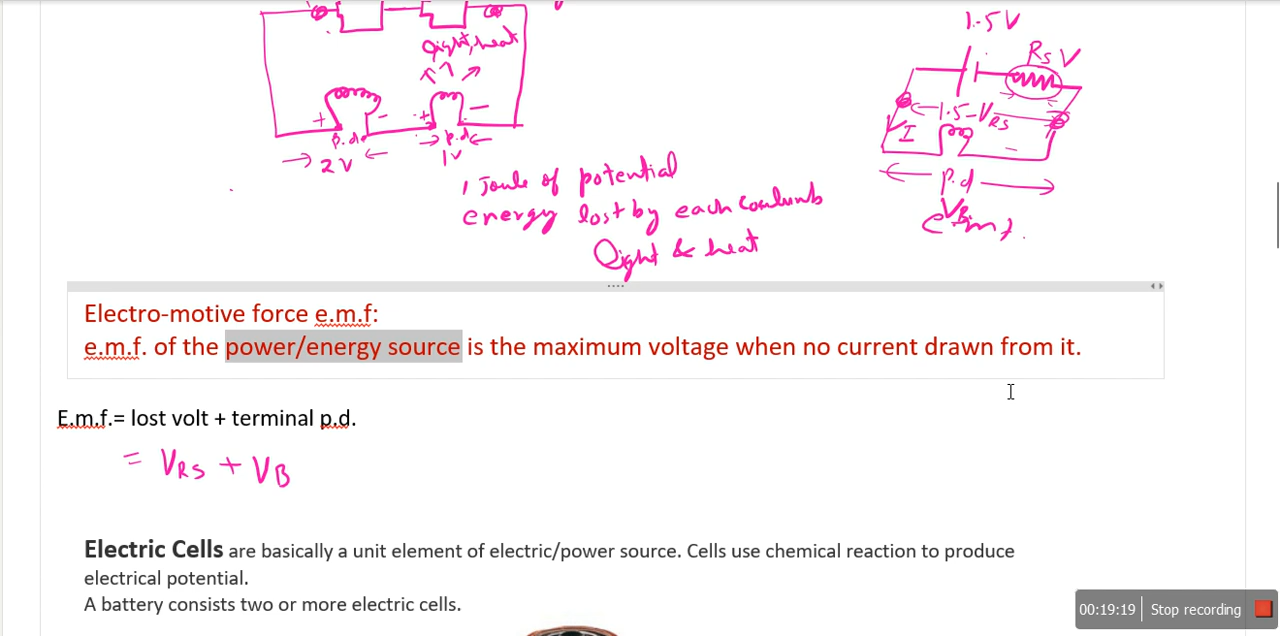 1.5V
Rs V
light, heat
1.5-VRS
I
+ - + -
p.d p.d
2V 1V
p.d
VB
e.m.f.
1 Joule of potential
energy lost by each Coulumb
light & heat
Electro-motive force e.m.f:
e.m.f. of the power/energy source is the maximum voltage when no current drawn from it.
E.m.f.= lost volt + terminal p.d.
= VRS + VB
Electric Cells are basically a unit element of electric/power source. Cells use chemical reaction to produce
electrical potential.
A battery consists two or more electric cells.
00:19:19 Stop recording